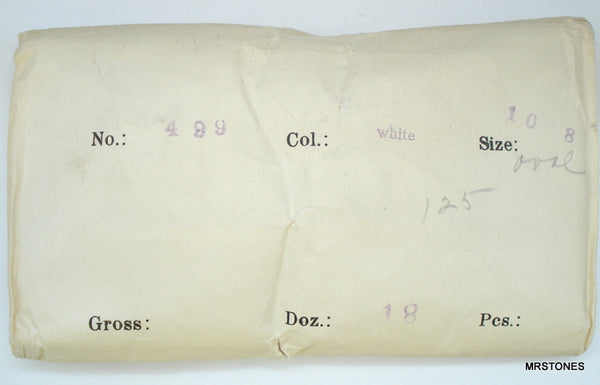 No.: 499 Col.: white Size: 10 8
oval
125
Gross: Doz.: 18 Pcs.:
MRSTONES